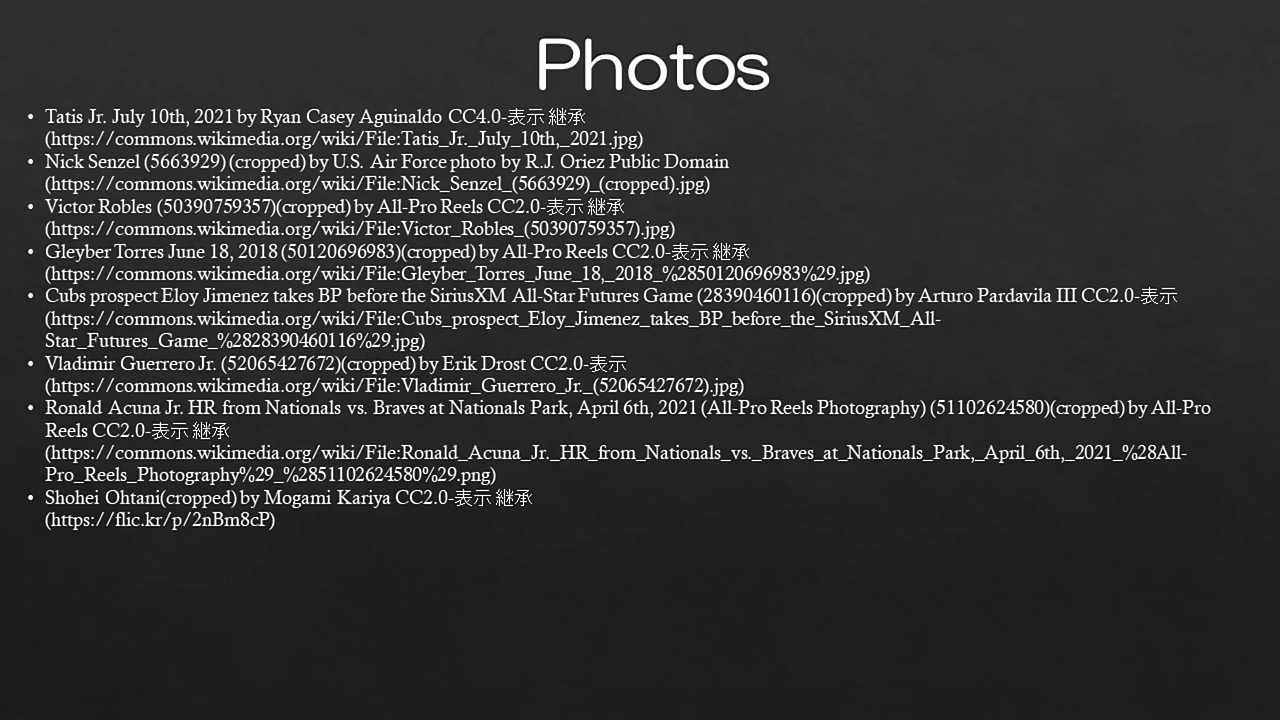 Photos
• Tatis Jr. July 10th, 2021 by Ryan Casey Aguinaldo CC4.0-表示 継承
(https://commons.wikimedia.org/wiki/File:Tatis_Jr._July_10th,_2021.jpg)
• Nick Senzel (5663929) (cropped) by U.S. Air Force photo by R.J. Oriez Public Domain
(https://commons.wikimedia.org/wiki/File:Nick_Senzel_(5663929)_(cropped).jpg)
• Victor Robles (50390759357)(cropped) by All-Pro Reels CC2.0-表示 継承
(https://commons.wikimedia.org/wiki/File:Victor_Robles_(50390759357).jpg)
• Gleyber Torres June 18, 2018 (50120696983)(cropped) by All-Pro Reels CC2.0-表示 継承
(https://commons.wikimedia.org/wiki/File:Gleyber_Torres_June_18,_2018_%2850120696983%29.jpg)
• Cubs prospect Eloy Jimenez takes BP before the SiriusXM All-Star Futures Game (28390460116)(cropped) by Arturo Pardavila III CC2.0-表示
(https://commons.wikimedia.org/wiki/File:Cubs_prospect_Eloy_Jimenez_takes_BP_before_the_SiriusXM_All-
Star_Futures_Game_%2828390460116%29.jpg)
• Vladimir Guerrero Jr. (52065427672)(cropped) by Erik Drost CC2.0-表示
(https://commons.wikimedia.org/wiki/File:Vladimir_Guerrero_Jr._(52065427672).jpg)
• Ronald Acuna Jr. HR from Nationals vs. Braves at Nationals Park, April 6th, 2021 (All-Pro Reels Photography) (51102624580)(cropped) by All-Pro
Reels CC2.0-表示 継承
(https://commons.wikimedia.org/wiki/File:Ronald_Acuna_Jr._HR_from_Nationals_vs._Braves_at_Nationals_Park,_April_6th,_2021_%28All-
Pro_Reels_Photography%29_%2851102624580%29.png)
• Shohei Ohtani(cropped) by Mogami Kariya CC2.0-表示 継承
(https://flic.kr/p/2nBm8cP)